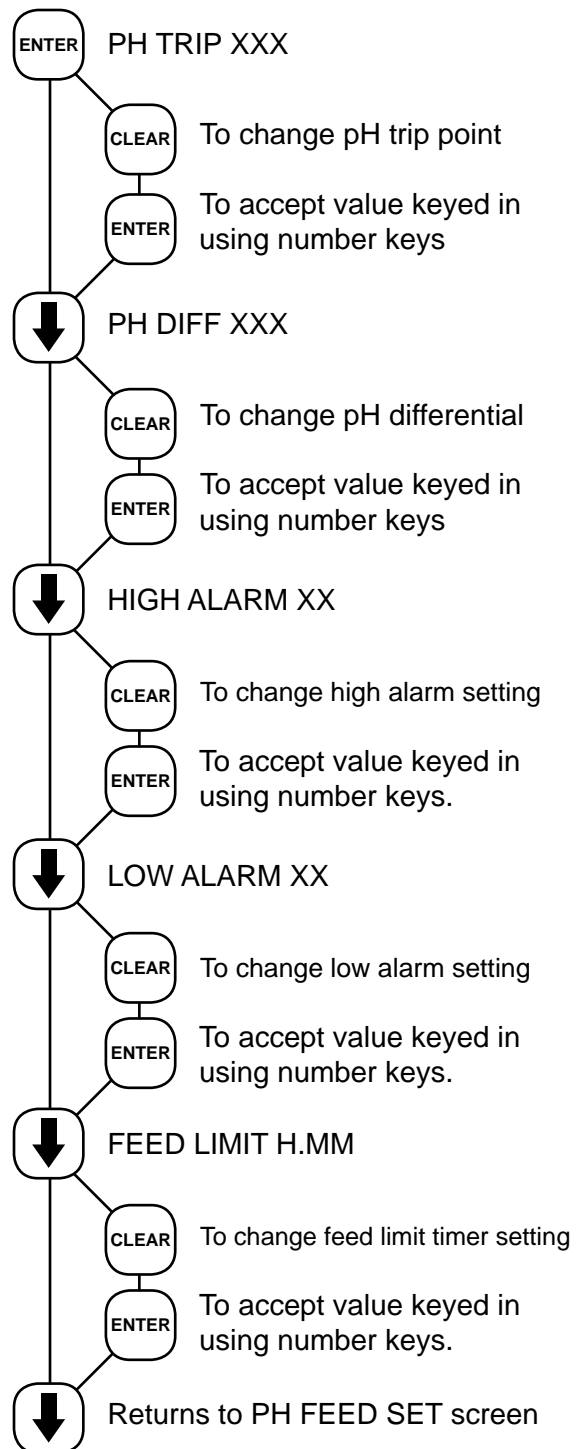 ENTER PH TRIP XXX
CLEAR To change pH trip point
ENTER To accept value keyed in
using number keys
PH DIFF XXX
CLEAR To change pH differential
ENTER To accept value keyed in
using number keys
HIGH ALARM XX
CLEAR To change high alarm setting
ENTER To accept value keyed in
using number keys.
LOW ALARM XX
CLEAR To change low alarm setting
ENTER To accept value keyed in
using number keys.
FEED LIMIT H.MM
CLEAR To change feed limit timer setting
ENTER To accept value keyed in
using number keys.
Returns to PH FEED SET screen